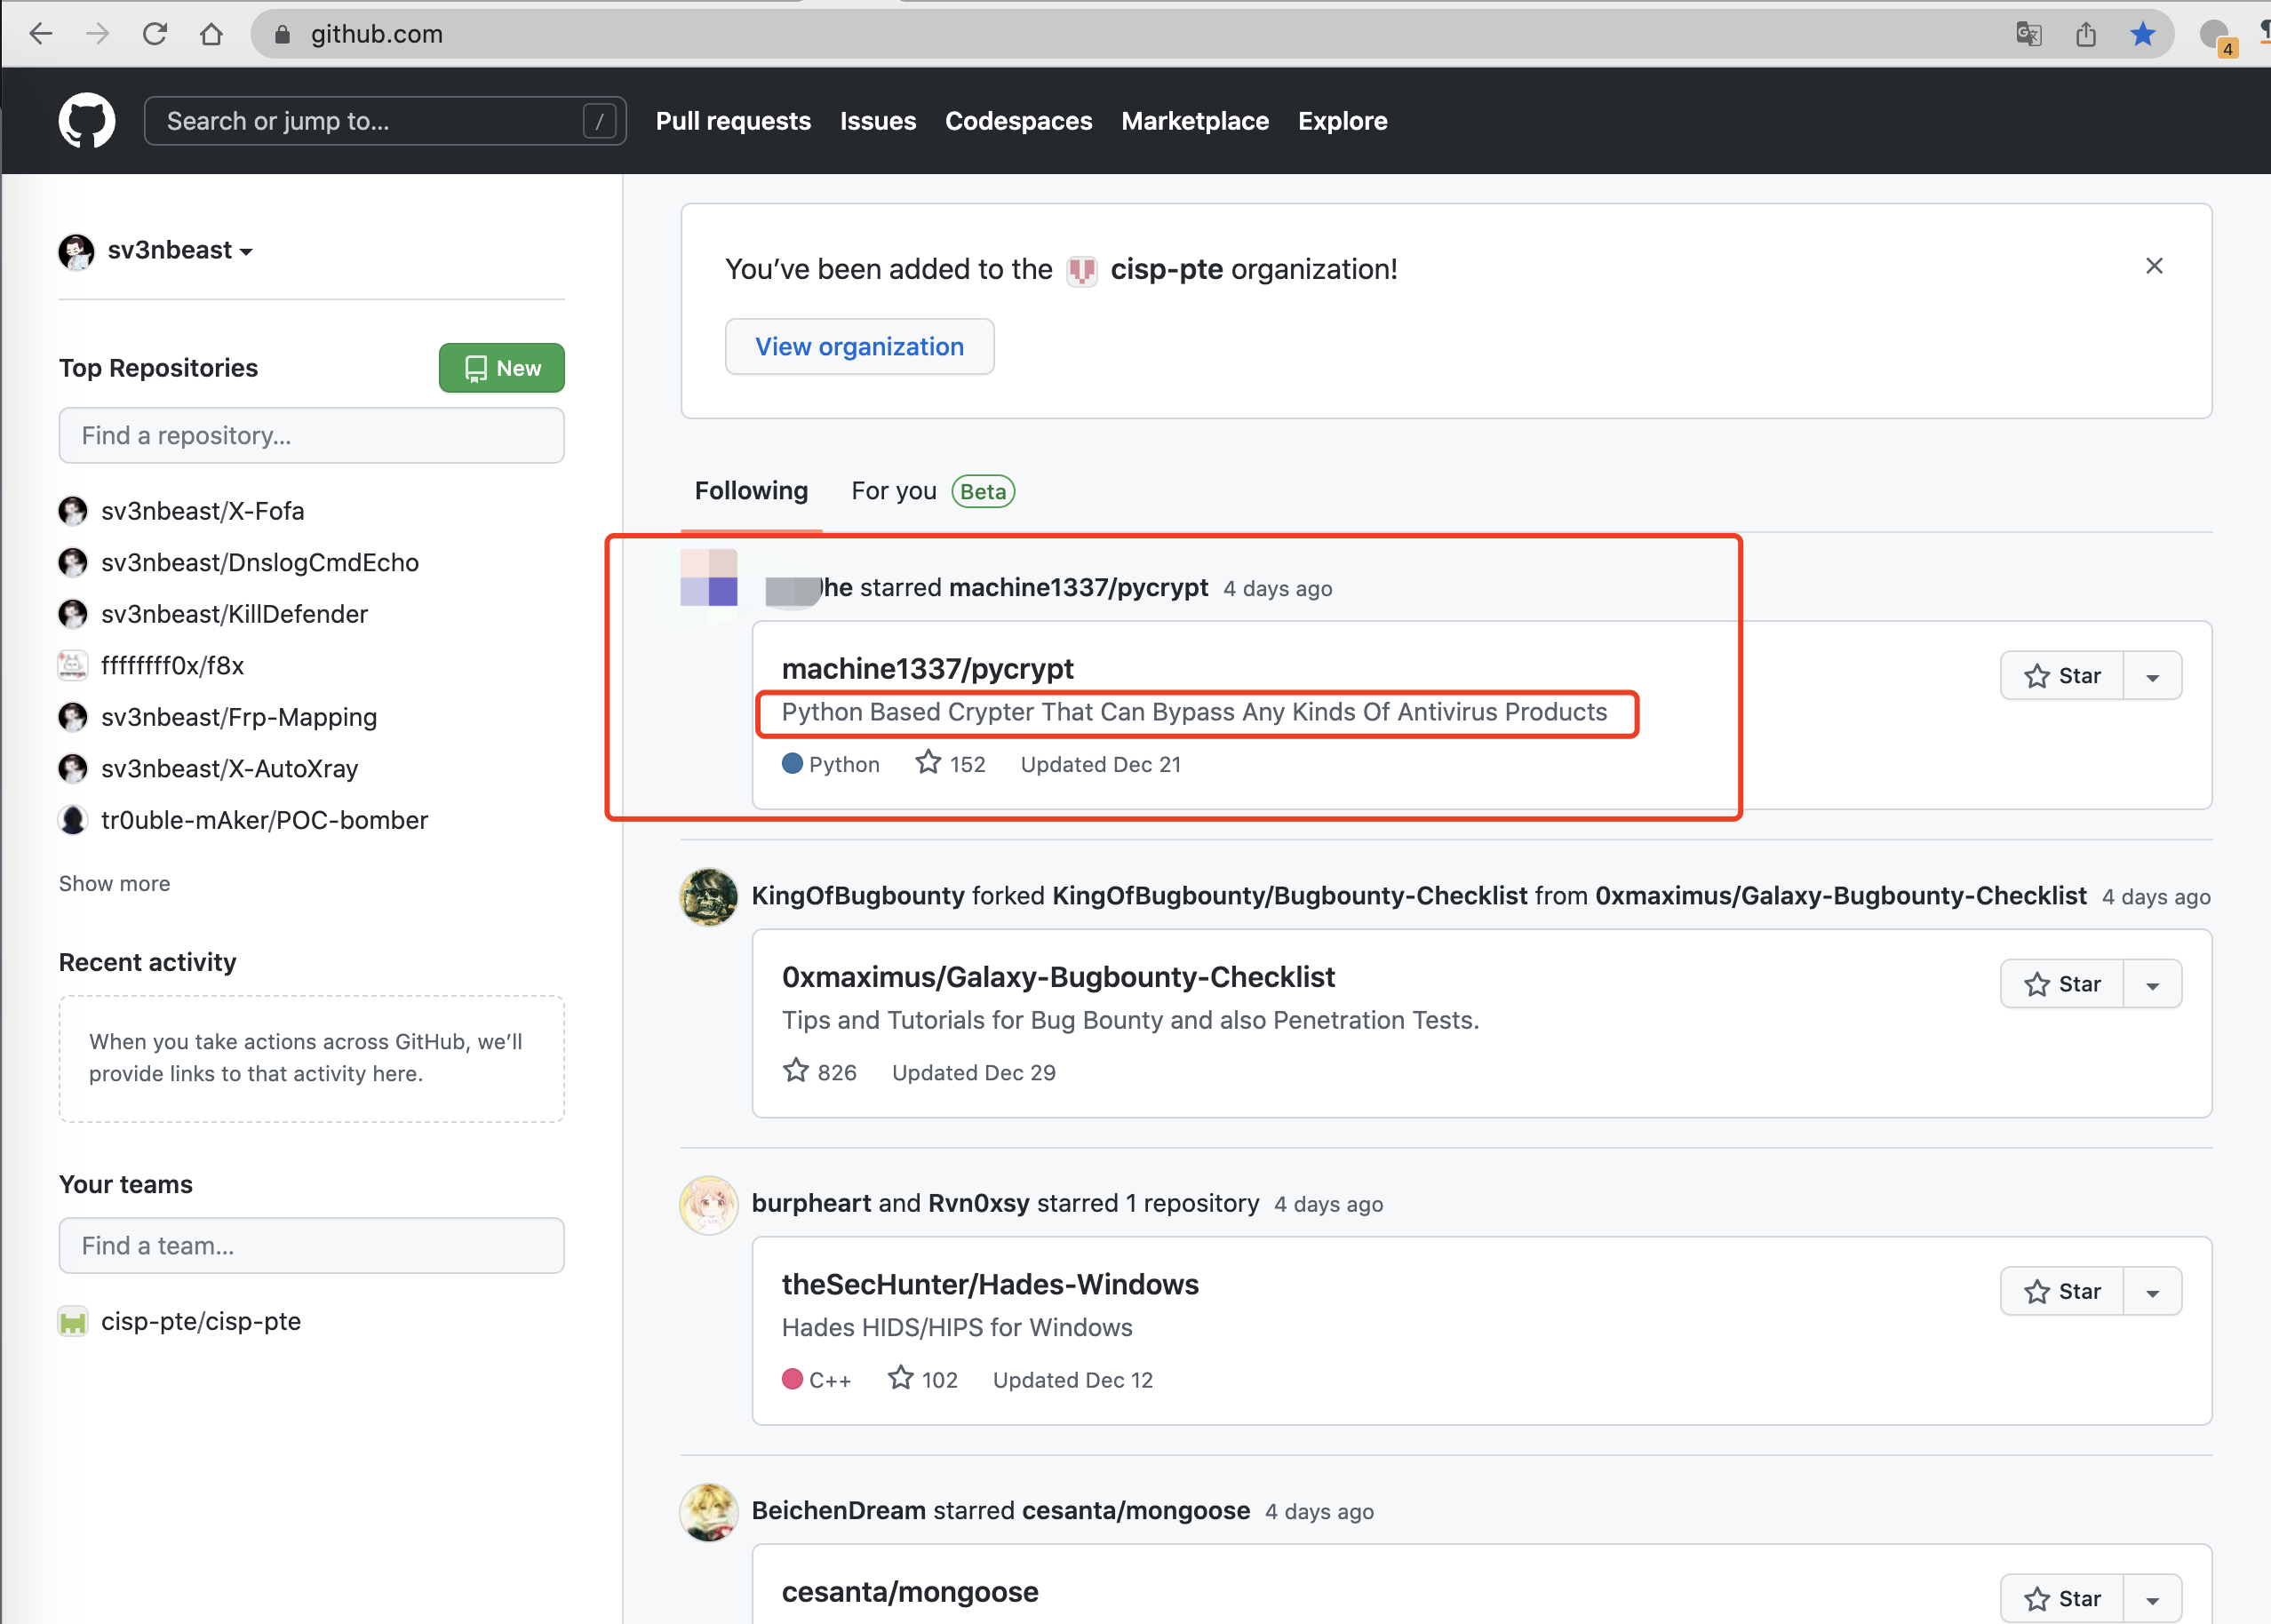 github.com
4
Search or jump to...
/
Pull requests
Issues
Codespaces
Marketplace
Explore
sv3nbeast
Top Repositories
New
Find a repository...
sv3nbeast/X-Fofa
sv3nbeast/DnslogCmdEcho
sv3nbeast/KillDefender
ffffffff0x/f8x
sv3nbeast/Frp-Mapping
sv3nbeast/X-AutoXray
tr0uble-mAker/POC-bomber
Show more
Recent activity
When you take actions across GitHub, we’ll
provide links to that activity here.
Your teams
Find a team...
cisp-pte/cisp-pte
You’ve been added to the cisp-pte organization!
View organization
Following
For you Beta
starred machine1337/pycrypt 4 days ago
machine1337/pycrypt
Star
Python Based Crypter That Can Bypass Any Kinds Of Antivirus Products
Python 152 Updated Dec 21
KingOfBugbounty forked KingOfBugbounty/Bugbounty-Checklist from 0xmaximus/Galaxy-Bugbounty-Checklist 4 days ago
0xmaximus/Galaxy-Bugbounty-Checklist
Star
Tips and Tutorials for Bug Bounty and also Penetration Tests.
826 Updated Dec 29
burpheart and Rvn0xsy starred 1 repository 4 days ago
theSecHunter/Hades-Windows
Star
Hades HIDS/HIPS for Windows
C++ 102 Updated Dec 12
BeichenDream starred cesanta/mongoose 4 days ago
cesanta/mongoose
Star